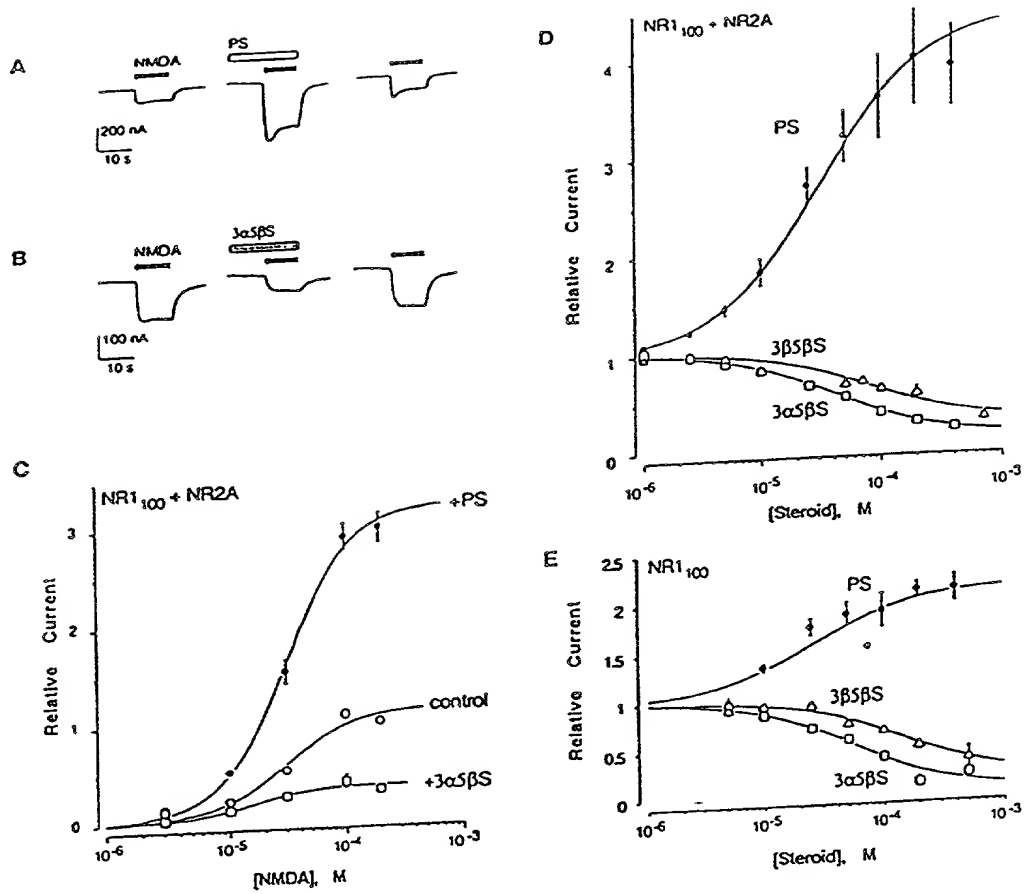 A
NMDA
PS
200 nA
10 s
B
NMDA
3α5βS
100 nA
10 s
C
NR1₁₀₀ + NR2A
+PS
control
+3α5βS
Relative Current
3
2
1
0
10⁻⁶
10⁻⁵
10⁻⁴
10⁻³
[NMDA], M
D
NR1₁₀₀ + NR2A
PS
3β5βS
3α5βS
Relative Current
4
3
2
1
0
10⁻⁶
10⁻⁵
10⁻⁴
10⁻³
[Steroid], M
E
NR1₁₀₀
PS
3β5βS
3α5βS
Relative Current
2.5
2
1.5
1
0.5
0
10⁻⁶
10⁻⁵
10⁻⁴
10⁻³
[Steroid], M